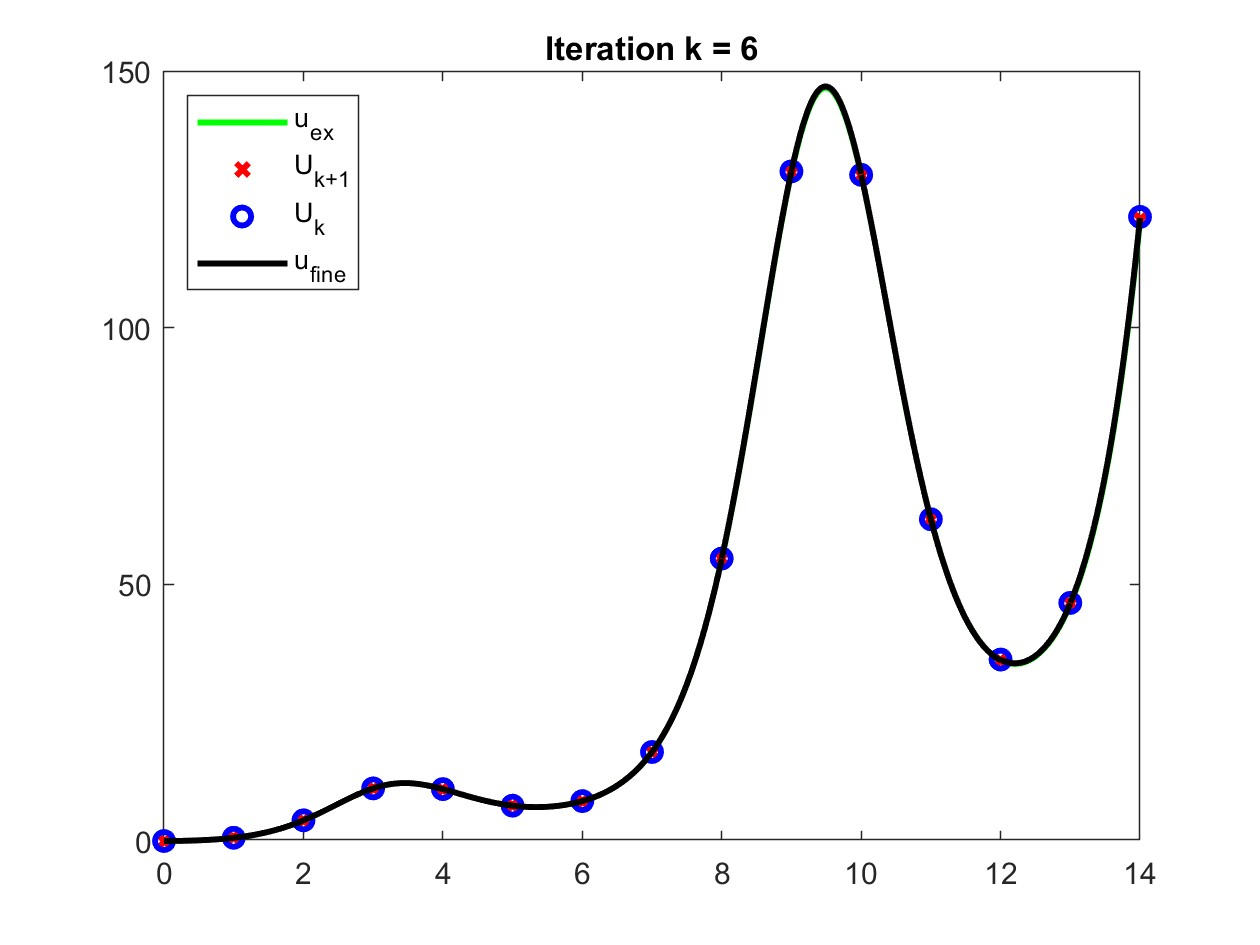 Iteration k = 6
150
100
50
0
u_ex
U_k+1
U_k
u_fine
0 2 4 6 8 10 12 14